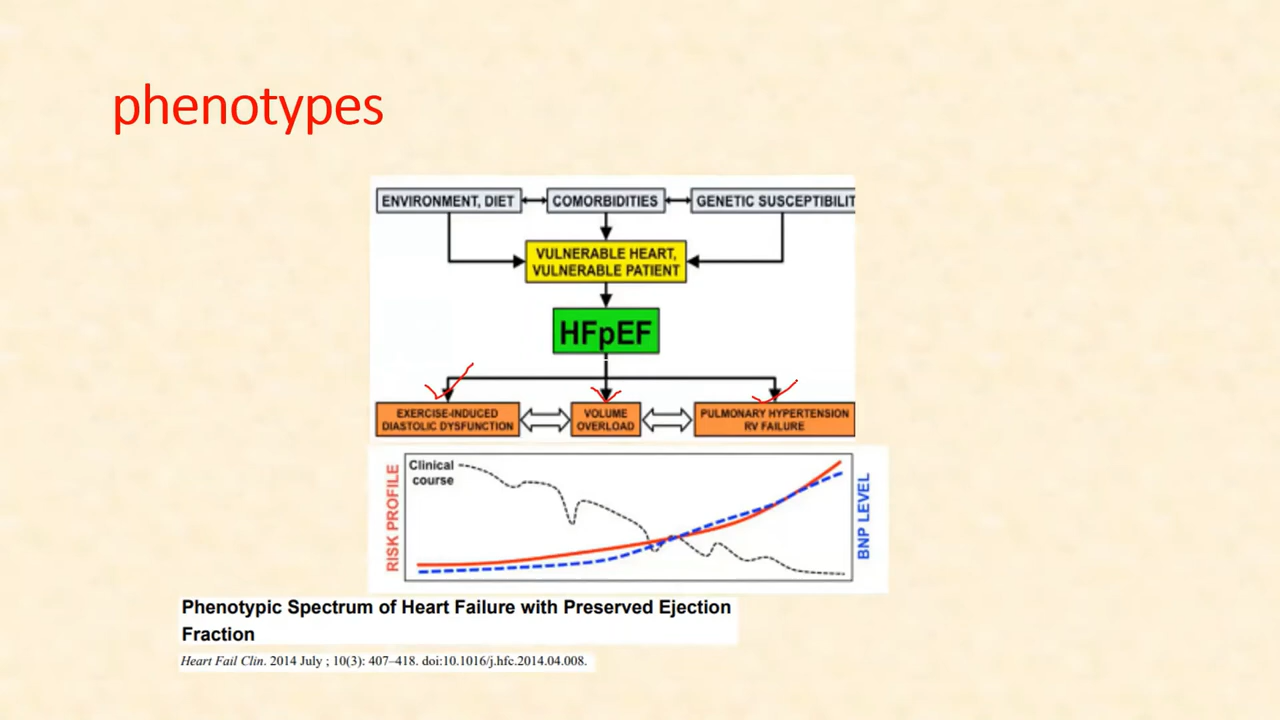 phenotypes
ENVIRONMENT, DIET
COMORBIDITIES
GENETIC SUSCEPTIBILIT
VULNERABLE HEART,
VULNERABLE PATIENT
HFpEF
EXERCISE-INDUCED
DIASTOLIC DYSFUNCTION
VOLUME
OVERLOAD
PULMONARY HYPERTENSION
RV FAILURE
RISK PROFILE
Clinical
course
BNP LEVEL
Phenotypic Spectrum of Heart Failure with Preserved Ejection
Fraction
Heart Fail Clin. 2014 July ; 10(3): 407–418. doi:10.1016/j.hfc.2014.04.008.